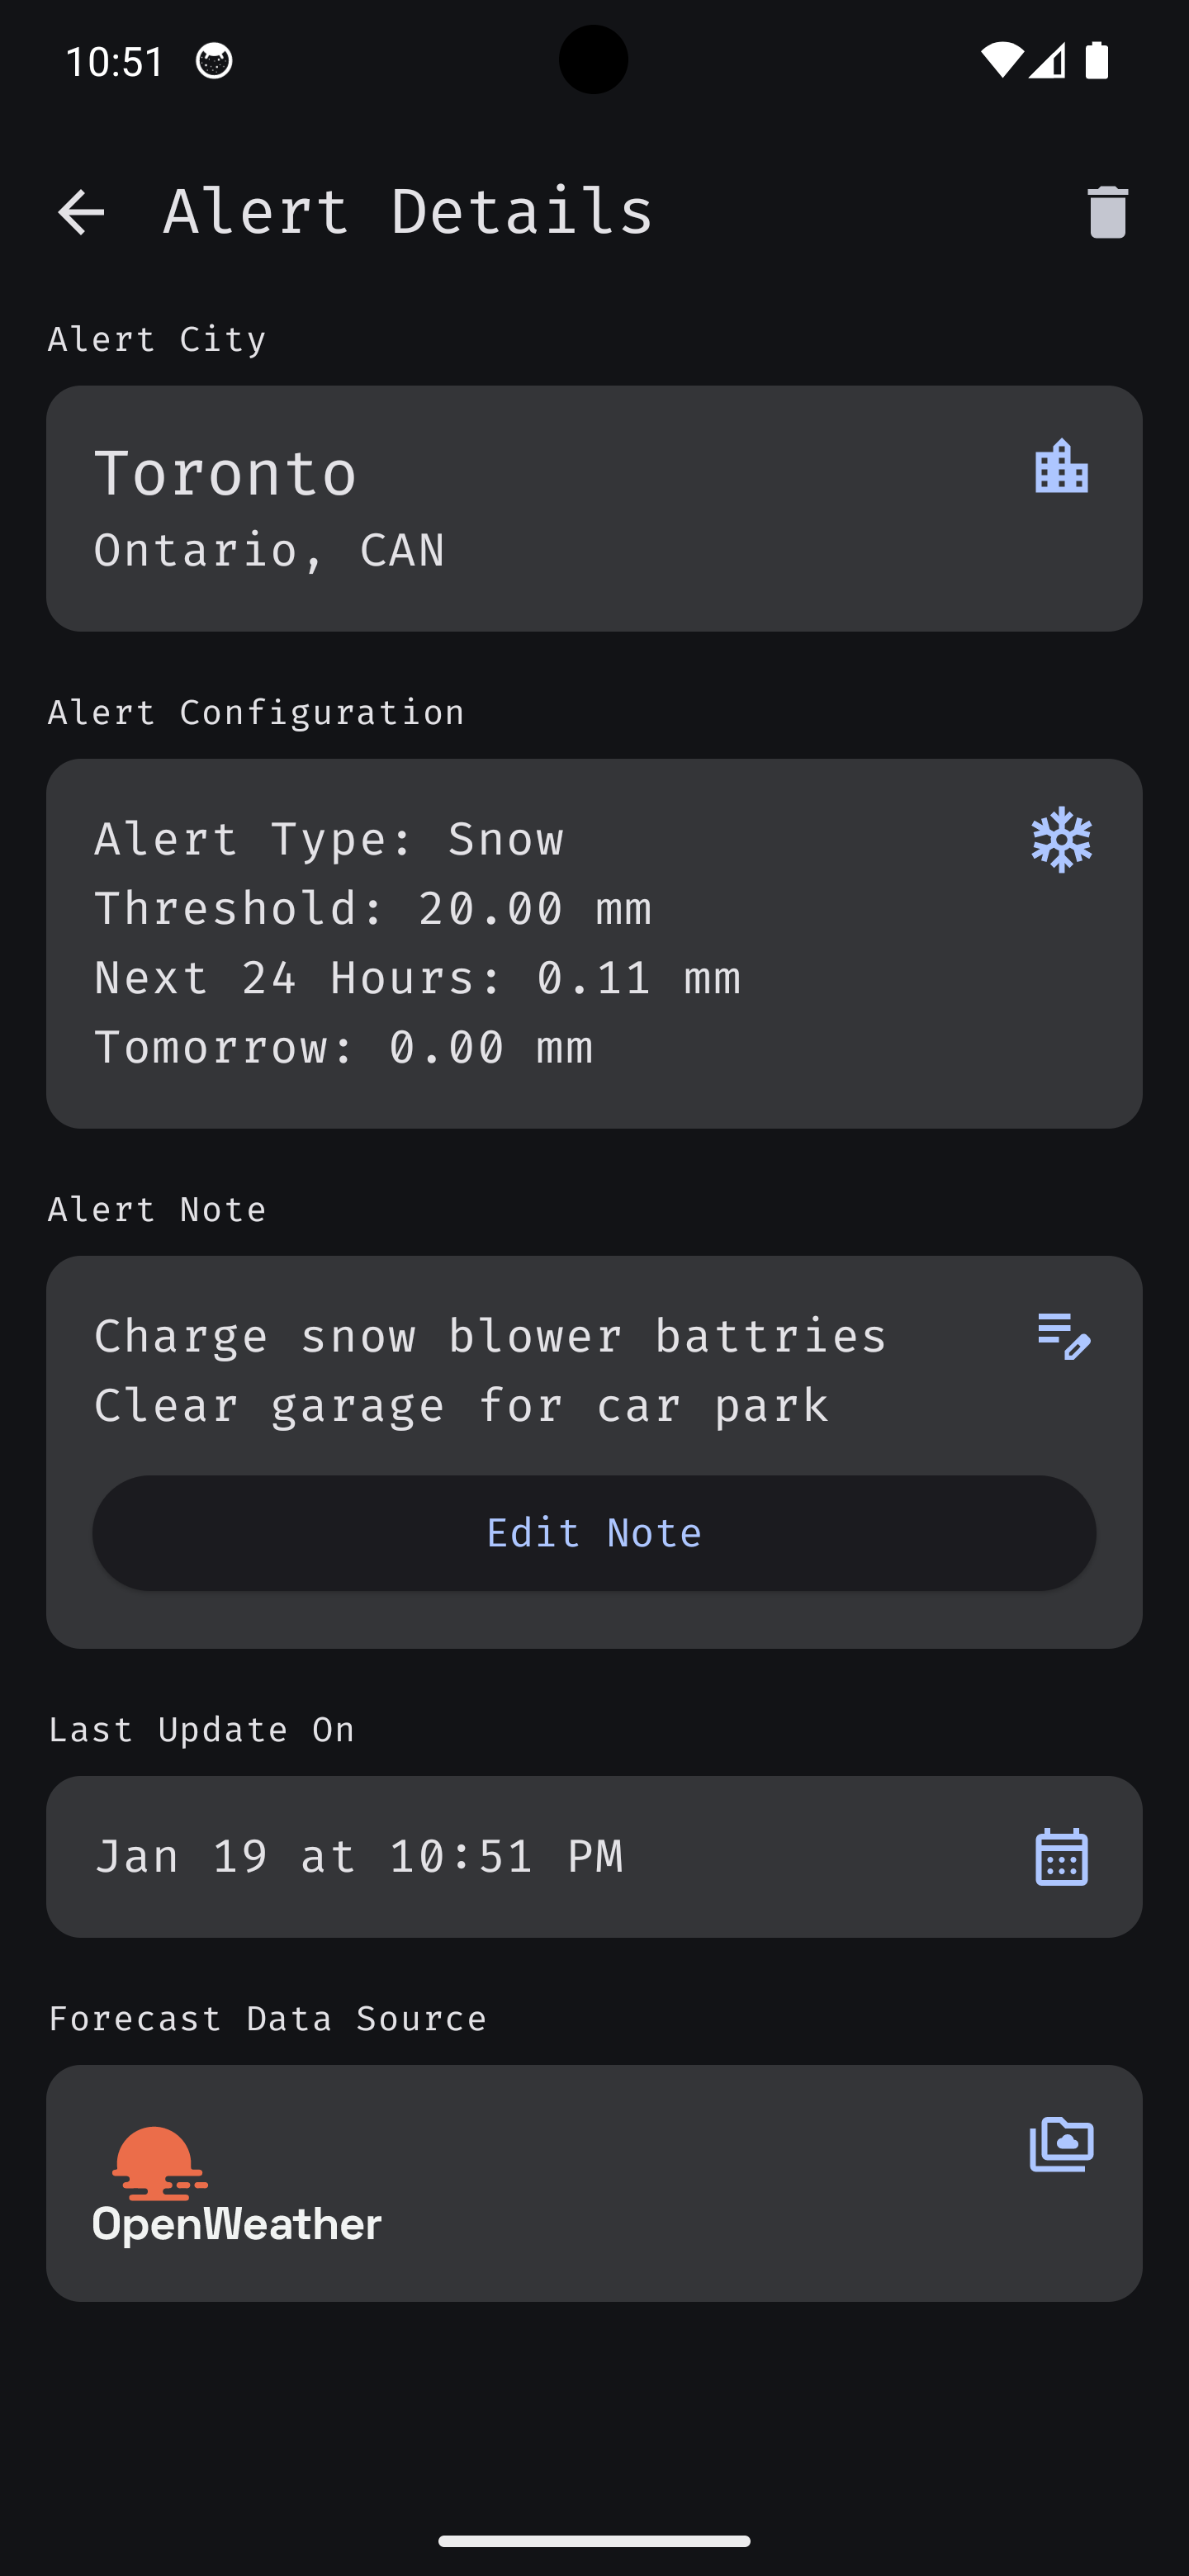 10:51
Alert Details
Alert City
Toronto
Ontario, CAN
Alert Configuration
Alert Type: Snow
Threshold: 20.00 mm
Next 24 Hours: 0.11 mm
Tomorrow: 0.00 mm
Alert Note
Charge snow blower battries
Clear garage for car park
Edit Note
Last Update On
Jan 19 at 10:51 PM
Forecast Data Source
OpenWeather